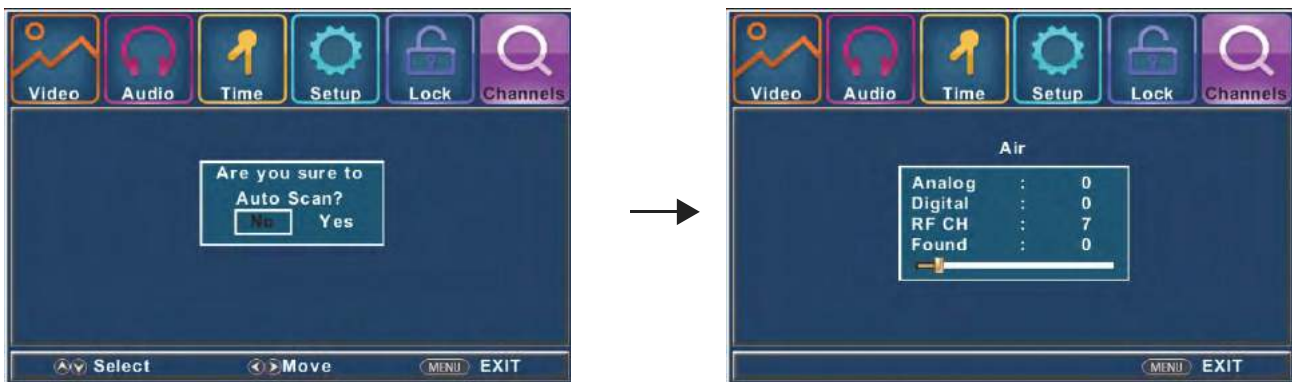 Video Audio Time Setup Lock Channels
Are you sure to
Auto Scan?
No Yes
Select Move MENU EXIT
Video Audio Time Setup Lock Channels
Air
Analog : 0
Digital : 0
RF CH : 7
Found : 0
MENU EXIT